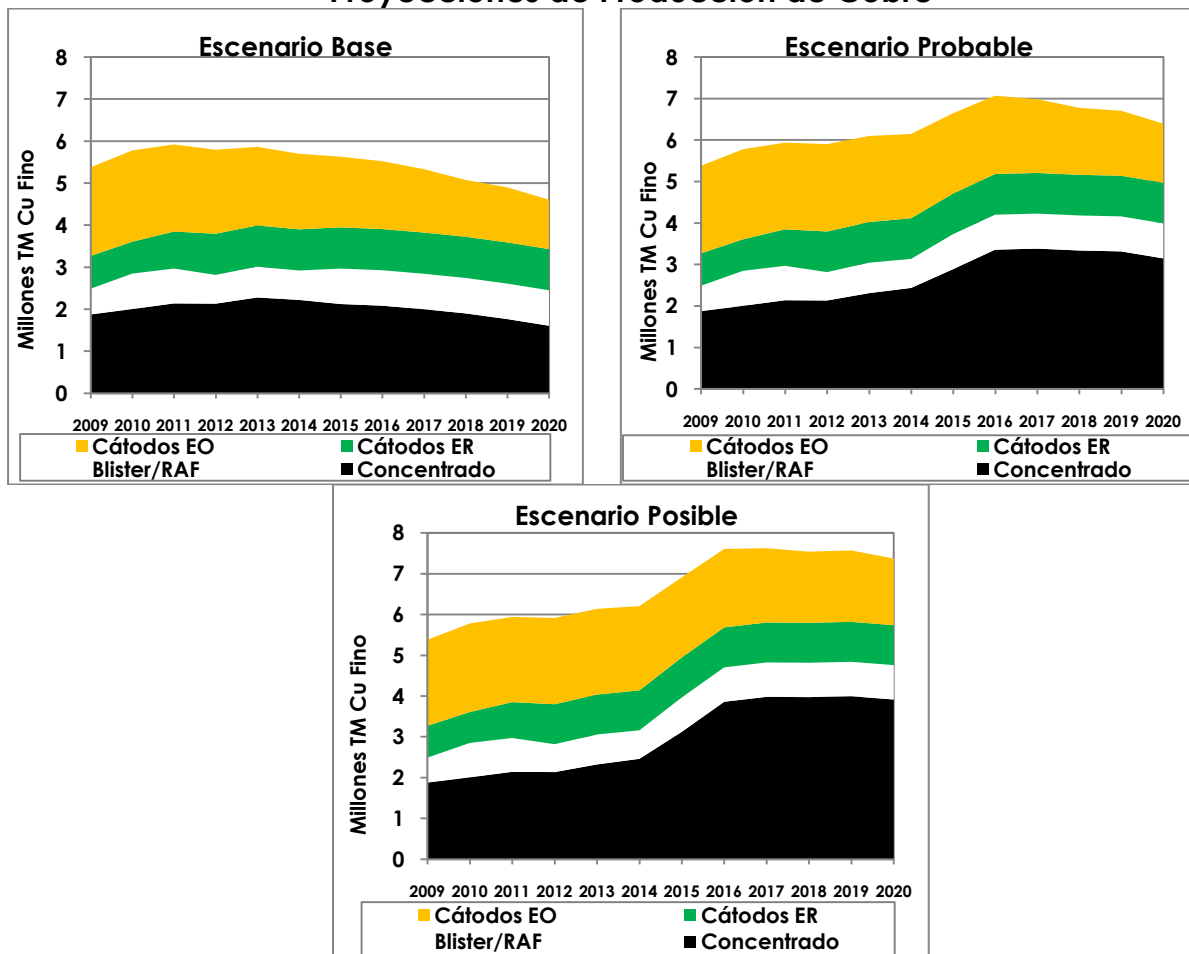 Proyecciones de Producción de Cobre
Escenario Base
8
7
6
5
4
3
2
1
0
Millones TM Cu Fino
2009 2010 2011 2012 2013 2014 2015 2016 2017 2018 2019 2020
Cátodos EO Cátodos ER
Blister/RAF Concentrado
Escenario Probable
8
7
6
5
4
3
2
1
0
Millones TM Cu Fino
2009 2010 2011 2012 2013 2014 2015 2016 2017 2018 2019 2020
Cátodos EO Cátodos ER
Blister/RAF Concentrado
Escenario Posible
8
7
6
5
4
3
2
1
0
Millones TM Cu Fino
2009 2010 2011 2012 2013 2014 2015 2016 2017 2018 2019 2020
Cátodos EO Cátodos ER
Blister/RAF Concentrado